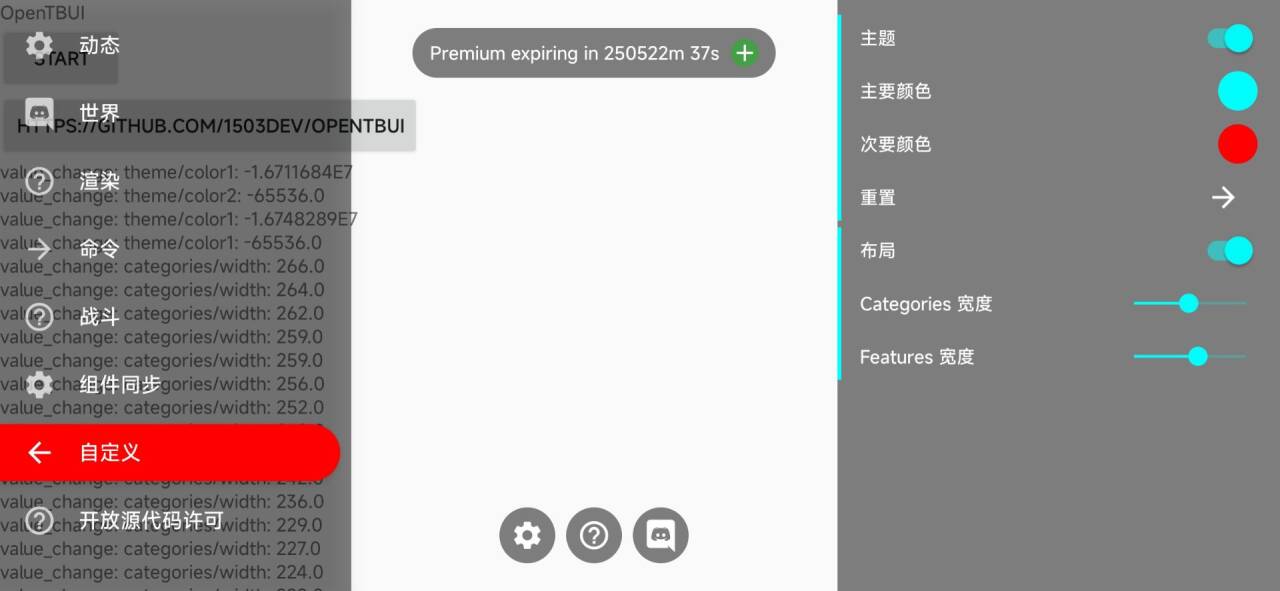 OpenTBUI
动态
START
世界
HTTPS://GITHUB.COM/1503DEV/OPENTBUI
value_change: theme/color1: -1.6711684E7
渲染
value_change: theme/color2: -65536.0
value_change: theme/color1: -1.6748289E7
value_change: theme/color1: -65536.0
命令
value_change: categories/width: 266.0
value_change: categories/width: 264.0
value_change: categories/width: 262.0
战斗
value_change: categories/width: 259.0
value_change: categories/width: 259.0
value_change: categories/width: 256.0
组件同步
value_change: categories/width: 252.0
自定义
value_change: categories/width: 236.0
开放源代码许可
value_change: categories/width: 229.0
value_change: categories/width: 227.0
value_change: categories/width: 224.0
Premium expiring in 250522m 37s
主题
主要颜色
次要颜色
重置
布局
Categories 宽度
Features 宽度